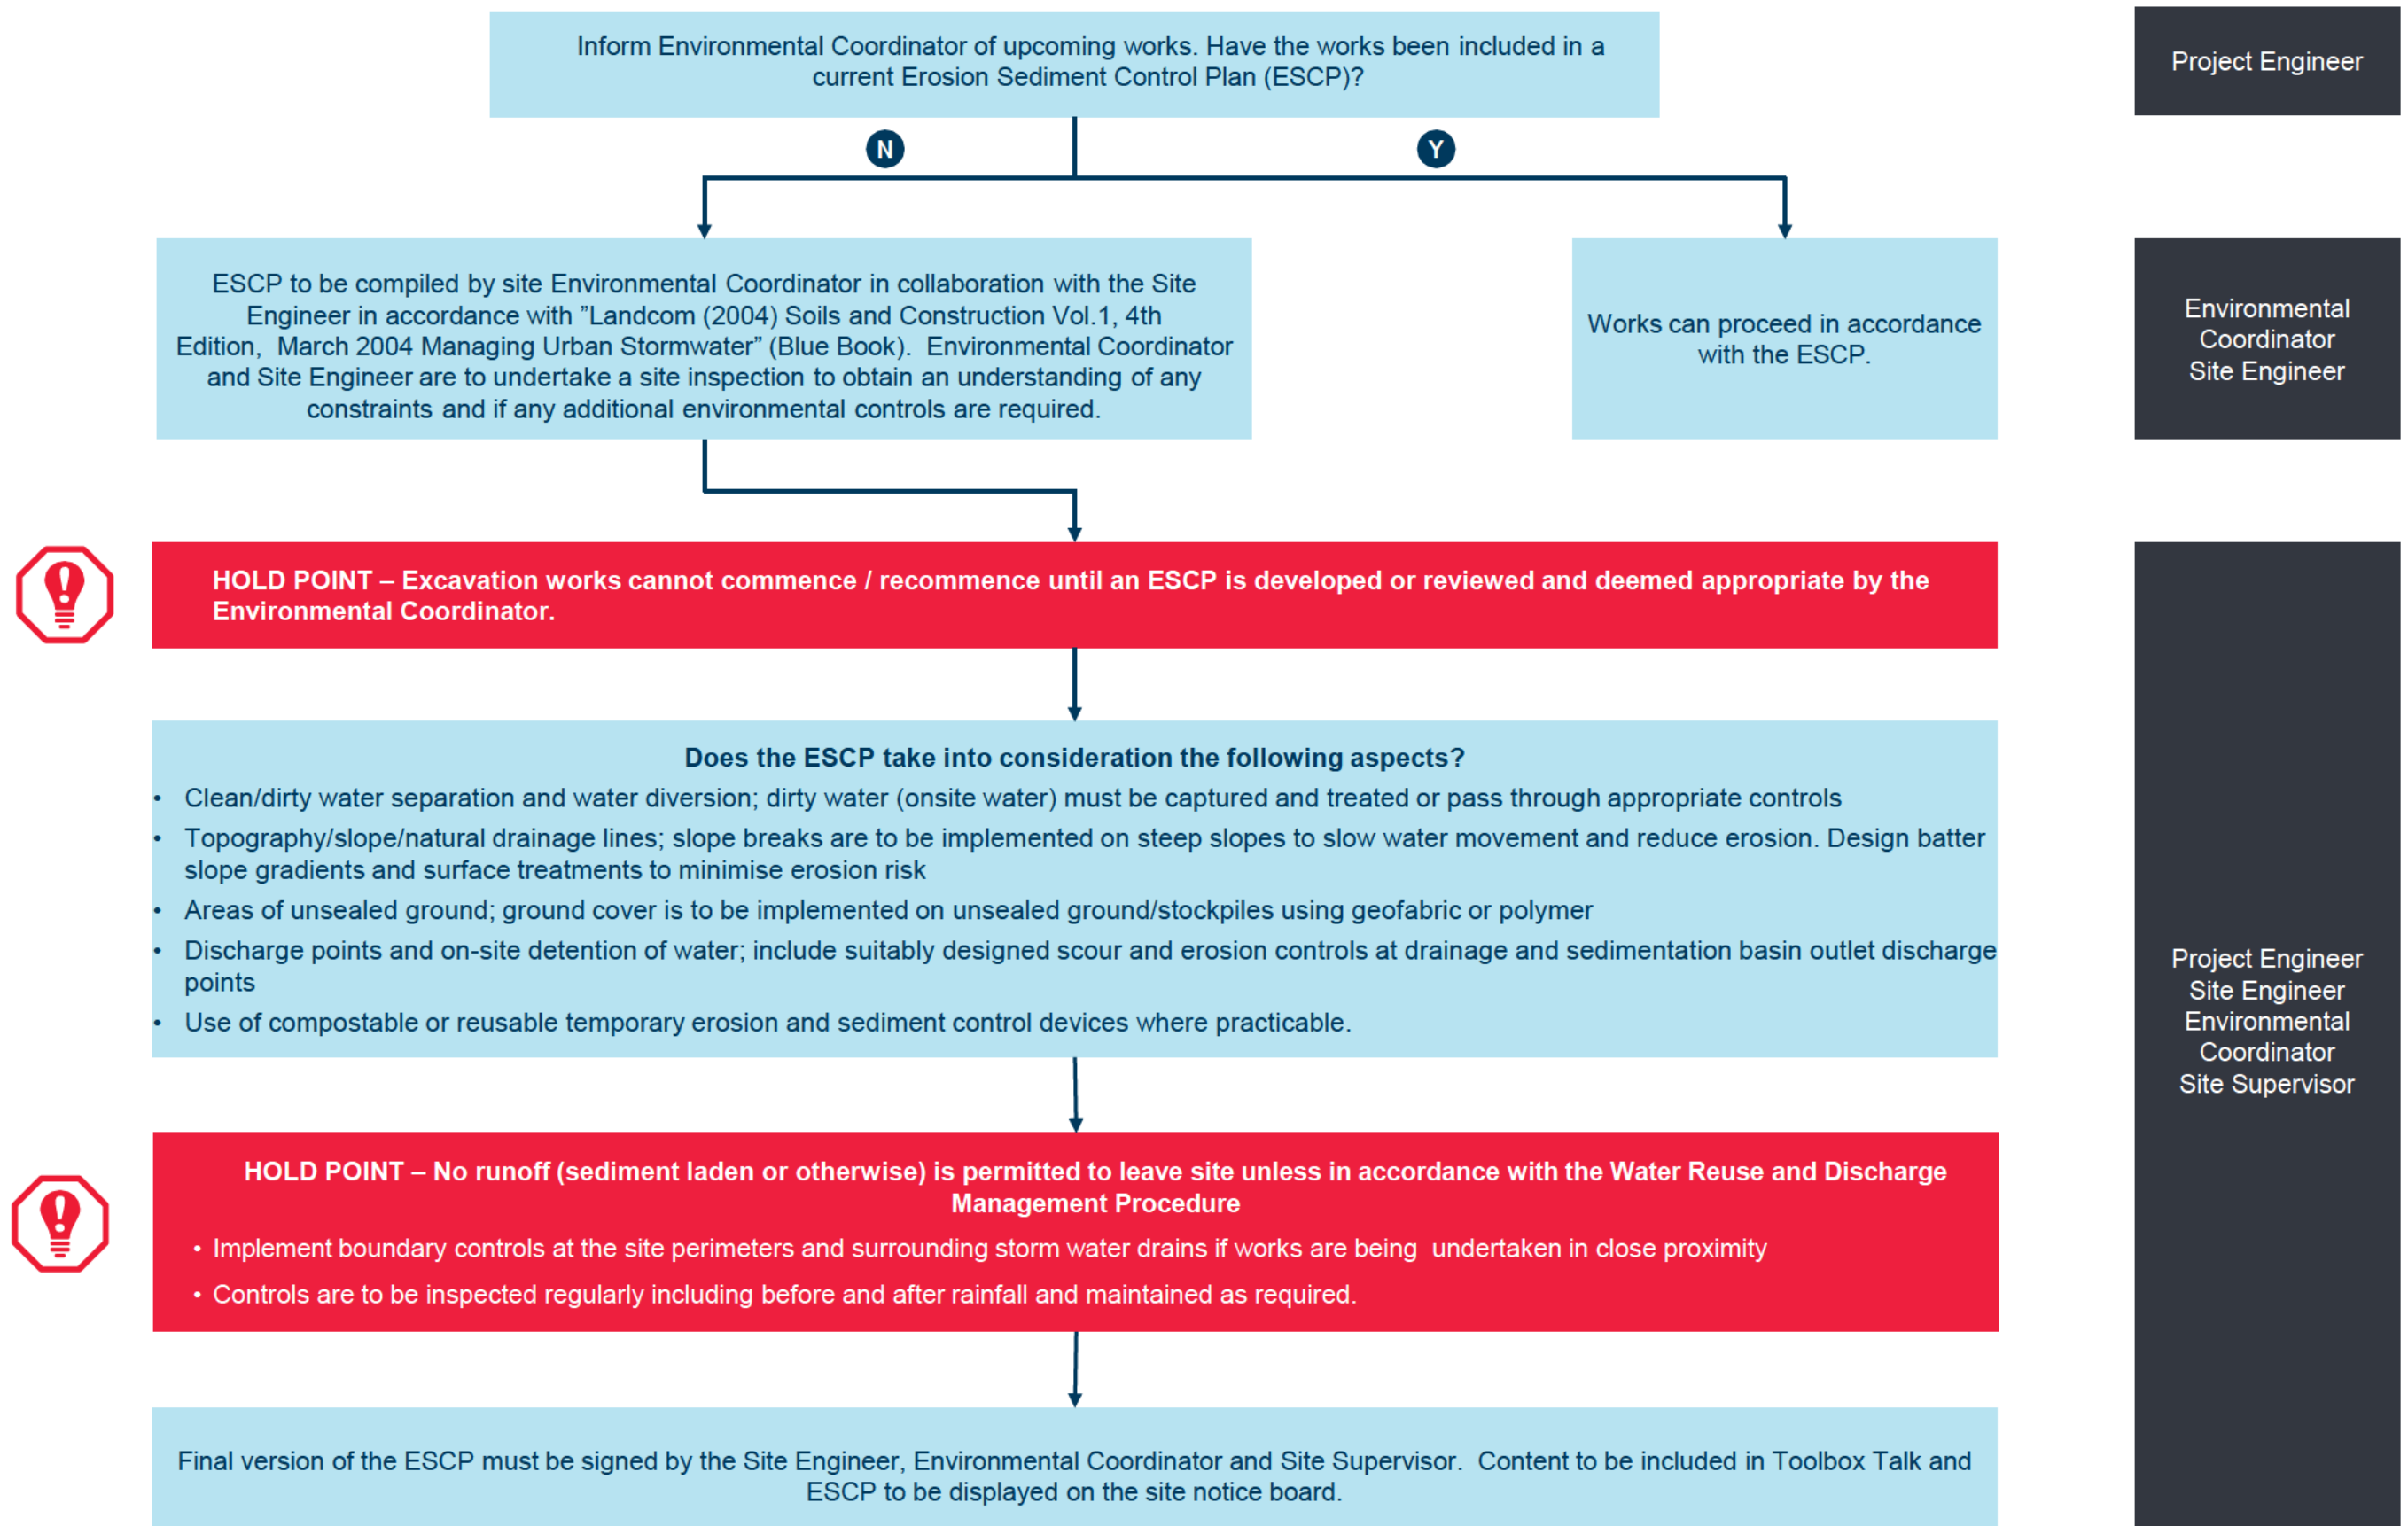 Inform Environmental Coordinator of upcoming works. Have the works been included in a
current Erosion Sediment Control Plan (ESCP)?
Project Engineer
N
Y
ESCP to be compiled by site Environmental Coordinator in collaboration with the Site
Engineer in accordance with ”Landcom (2004) Soils and Construction Vol.1, 4th
Edition, March 2004 Managing Urban Stormwater” (Blue Book). Environmental Coordinator
and Site Engineer are to undertake a site inspection to obtain an understanding of any
constraints and if any additional environmental controls are required.
Works can proceed in accordance
with the ESCP.
Environmental
Coordinator
Site Engineer
HOLD POINT – Excavation works cannot commence / recommence until an ESCP is developed or reviewed and deemed appropriate by the
Environmental Coordinator.
Does the ESCP take into consideration the following aspects?
• Clean/dirty water separation and water diversion; dirty water (onsite water) must be captured and treated or pass through appropriate controls
• Topography/slope/natural drainage lines; slope breaks are to be implemented on steep slopes to slow water movement and reduce erosion. Design batter
slope gradients and surface treatments to minimise erosion risk
• Areas of unsealed ground; ground cover is to be implemented on unsealed ground/stockpiles using geofabric or polymer
• Discharge points and on-site detention of water; include suitably designed scour and erosion controls at drainage and sedimentation basin outlet discharge
points
• Use of compostable or reusable temporary erosion and sediment control devices where practicable.
Project Engineer
Site Engineer
Environmental
Coordinator
Site Supervisor
HOLD POINT – No runoff (sediment laden or otherwise) is permitted to leave site unless in accordance with the Water Reuse and Discharge
Management Procedure
• Implement boundary controls at the site perimeters and surrounding storm water drains if works are being undertaken in close proximity
• Controls are to be inspected regularly including before and after rainfall and maintained as required.
Final version of the ESCP must be signed by the Site Engineer, Environmental Coordinator and Site Supervisor. Content to be included in Toolbox Talk and
ESCP to be displayed on the site notice board.